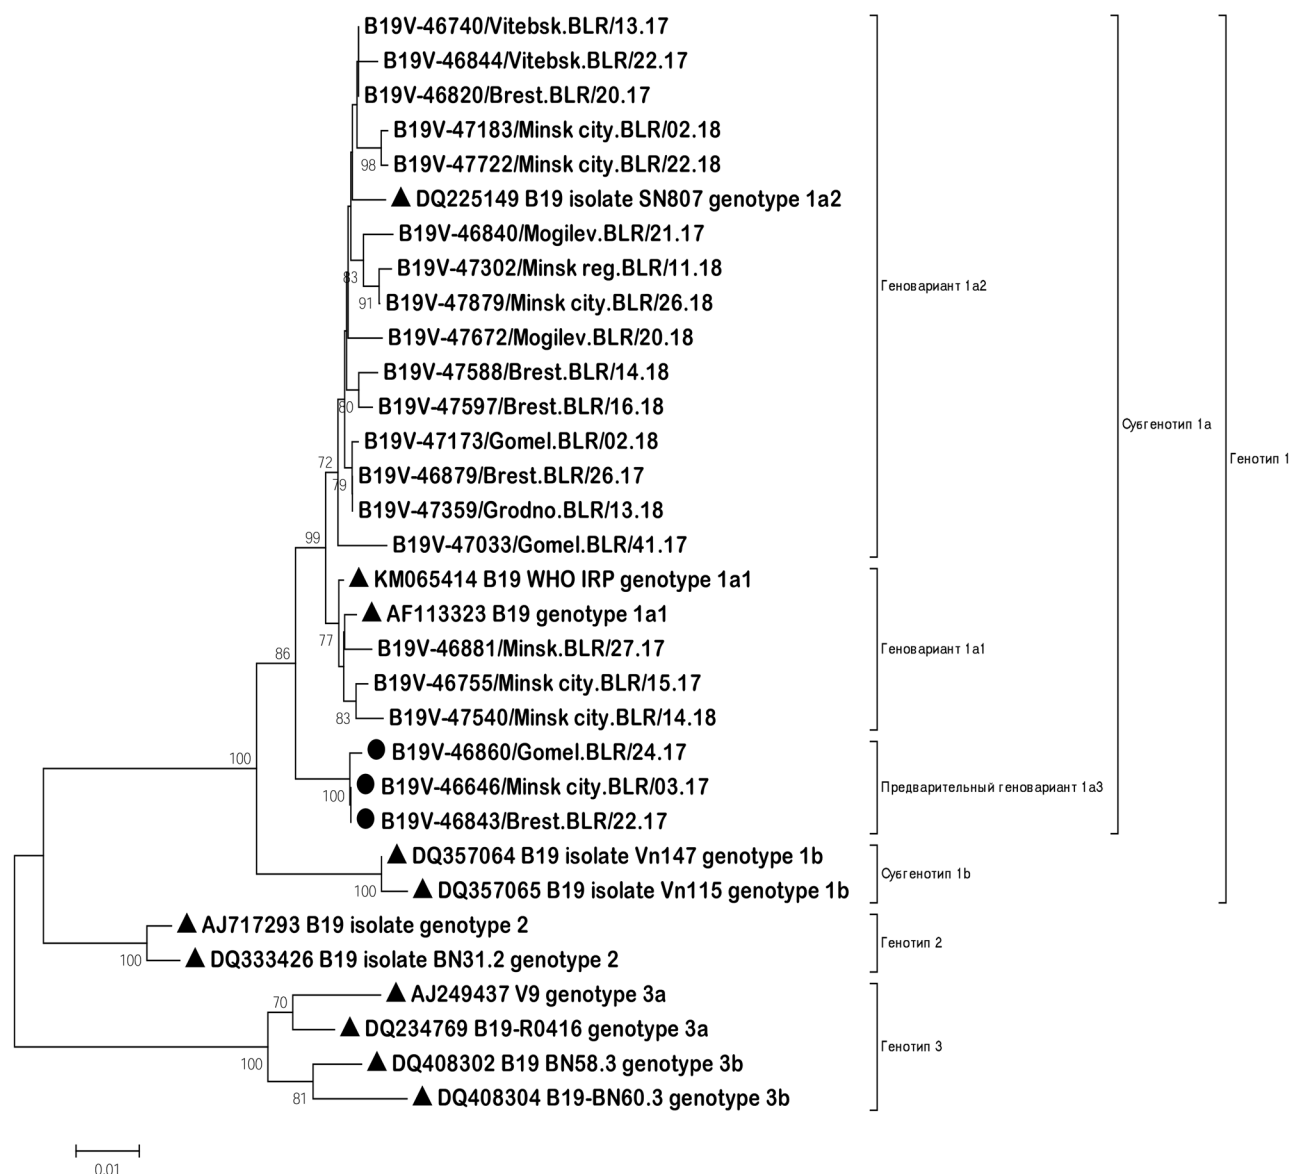 B19V-46740/Vitebsk.BLR/13.17
B19V-46844/Vitebsk.BLR/22.17
B19V-46820/Brest.BLR/20.17
B19V-47183/Minsk city.BLR/02.18
98
B19V-47722/Minsk city.BLR/22.18
DQ225149 B19 isolate SN807 genotype 1a2
B19V-46840/Mogilev.BLR/21.17
B19V-47302/Minsk reg.BLR/11.18
83
Геновариант 1a2
91
B19V-47879/Minsk city.BLR/26.18
B19V-47672/Mogilev.BLR/20.18
B19V-47588/Brest.BLR/14.18
80
B19V-47597/Brest.BLR/16.18
Субгенотип 1a
B19V-47173/Gomel.BLR/02.18
Генотип 1
72
B19V-46879/Brest.BLR/26.17
79
B19V-47359/Grodno.BLR/13.18
99
B19V-47033/Gomel.BLR/41.17
KM065414 B19 WHO IRP genotype 1a1
AF113323 B19 genotype 1a1
77
B19V-46881/Minsk.BLR/27.17
Геновариант 1a1
86
B19V-46755/Minsk city.BLR/15.17
83
B19V-47540/Minsk city.BLR/14.18
B19V-46860/Gomel.BLR/24.17
100
B19V-46646/Minsk city.BLR/03.17
Предварительный геновариант 1a3
100
B19V-46843/Brest.BLR/22.17
DQ357064 B19 isolate Vn147 genotype 1b
Субгенотип 1b
100
DQ357065 B19 isolate Vn115 genotype 1b
AJ717293 B19 isolate genotype 2
Генотип 2
100
DQ333426 B19 isolate BN31.2 genotype 2
AJ249437 V9 genotype 3a
70
DQ234769 B19-R0416 genotype 3a
Генотип 3
100
DQ408302 B19 BN58.3 genotype 3b
81
DQ408304 B19-BN60.3 genotype 3b
0.01